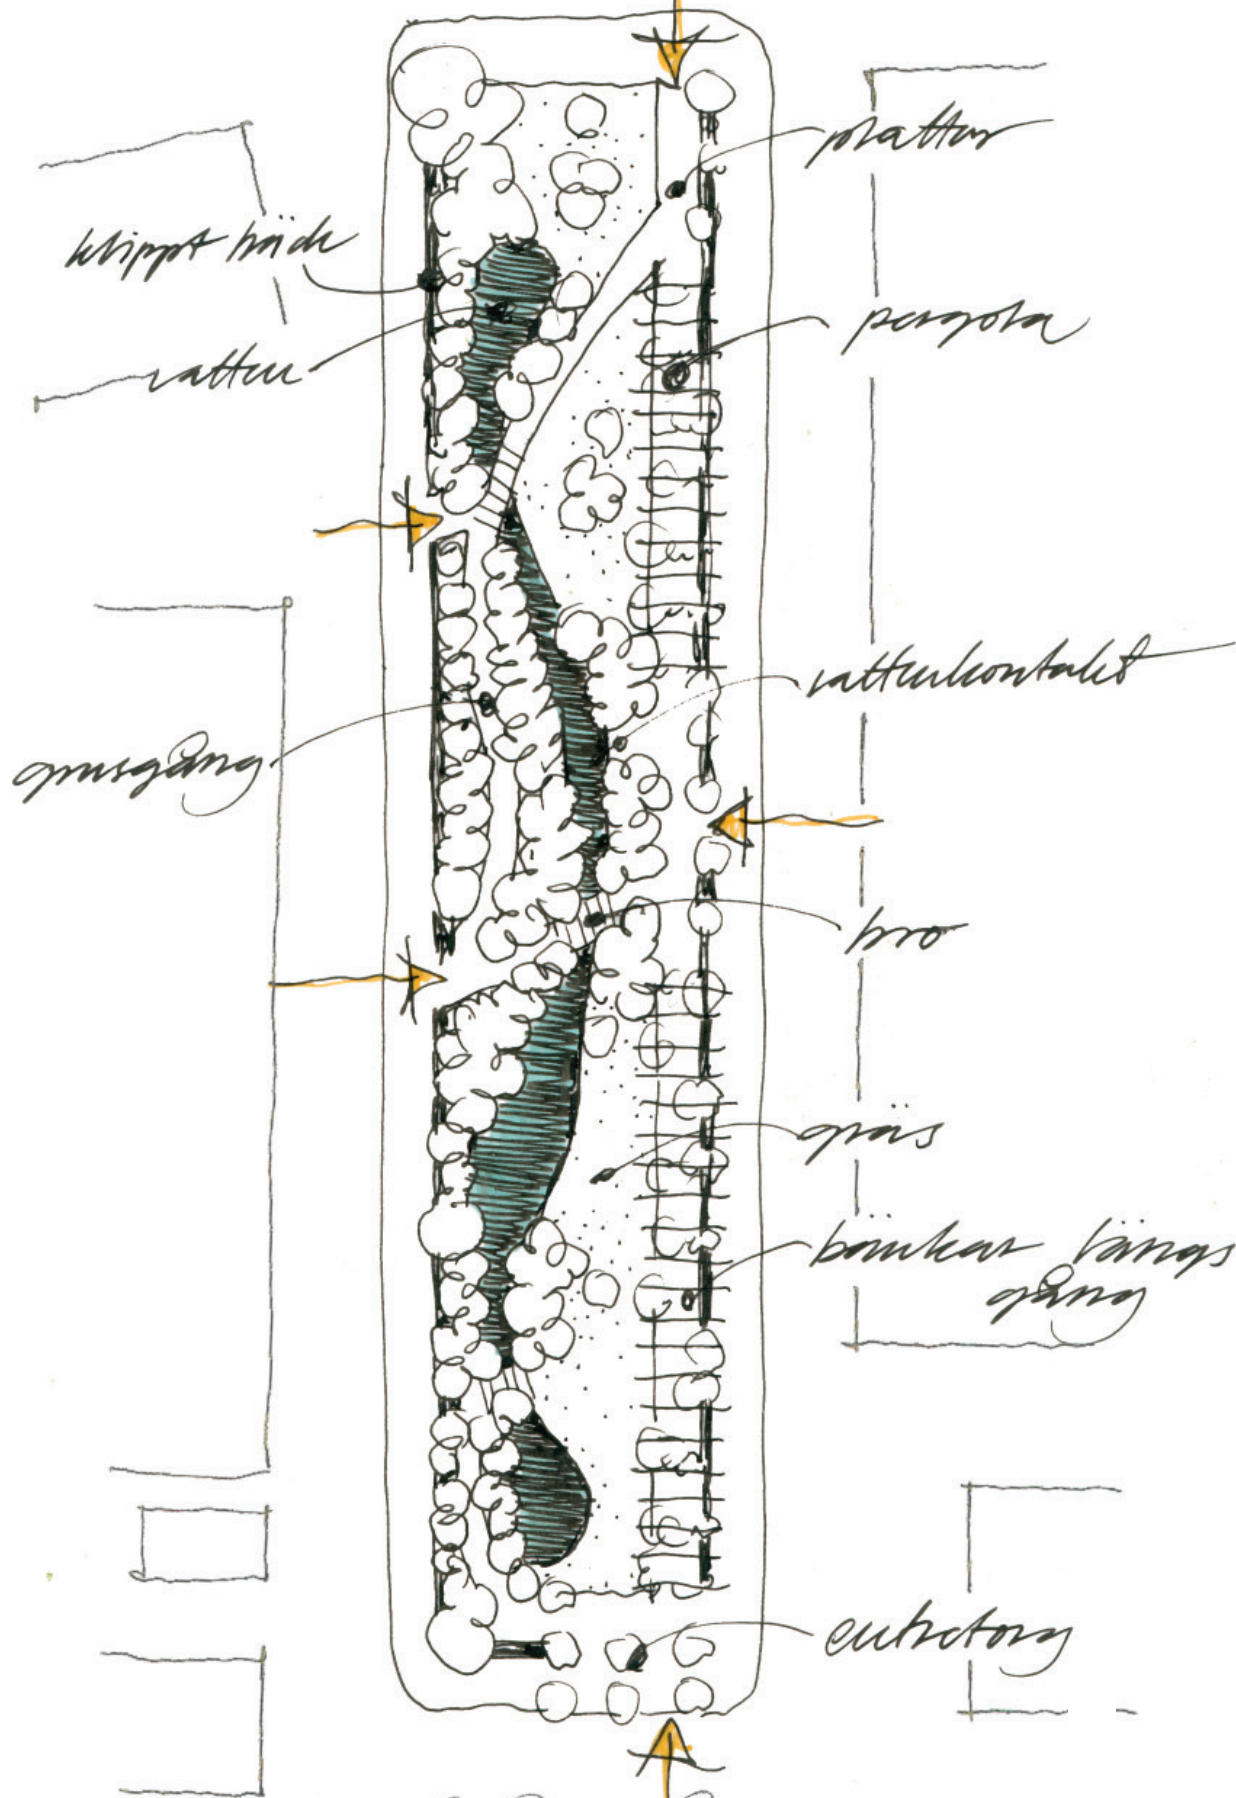 plattor
klippt häck
pergola
vatten
vattenkontakt
grusgång
bro
gräs
bänkar längs
gång
entrétorg